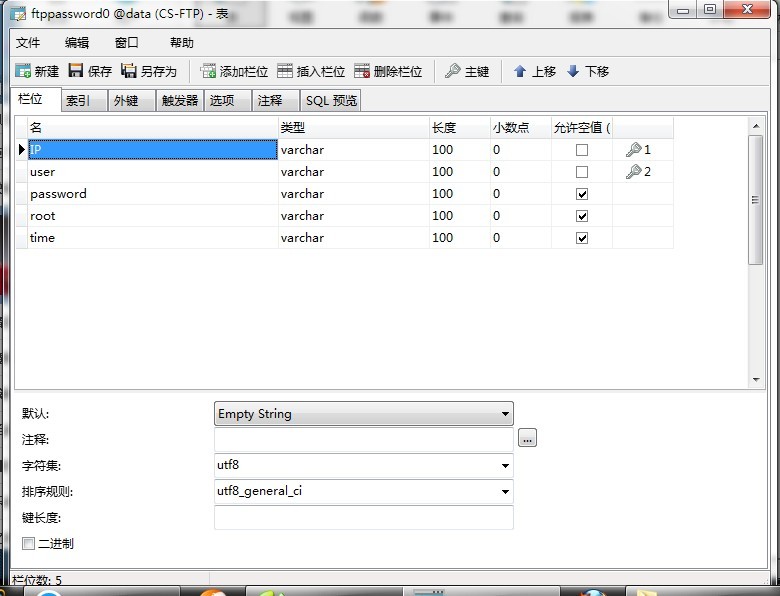 ftppassword0 @data (CS-FTP) - 表
文件 编辑 窗口 帮助
新建 保存 另存为 添加栏位 插入栏位 删除栏位 主键 上移 下移
栏位 索引 外键 触发器 选项 注释 SQL 预览
名 类型 长度 小数点 允许空值 (
IP varchar 100 0 1
user varchar 100 0 2
password varchar 100 0
root varchar 100 0
time varchar 100 0
默认: Empty String
注释: ...
字符集: utf8
排序规则: utf8_general_ci
键长度:
二进制
栏位数: 5